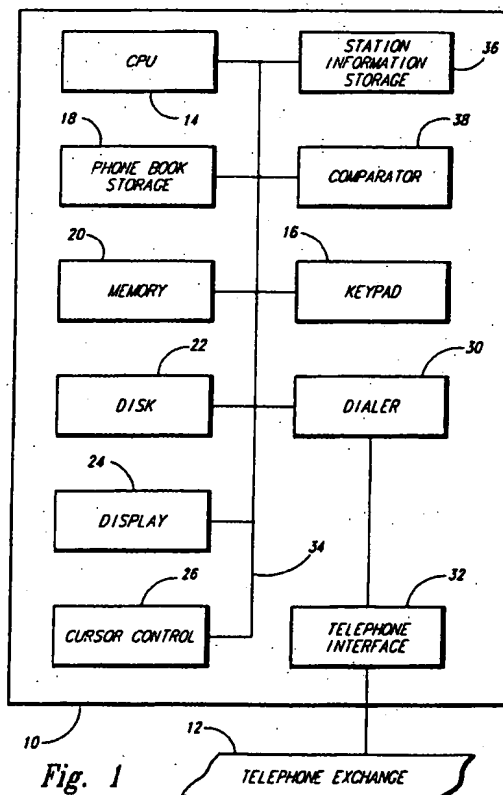 CPU
14
STATION
INFORMATION
STORAGE
36
18
PHONE BOOK
STORAGE
38
COMPARATOR
20
MEMORY
16
KEYPAD
22
DISK
30
DIALER
24
DISPLAY
34
26
CURSOR CONTROL
32
TELEPHONE
INTERFACE
10
12
Fig. 1
TELEPHONE EXCHANGE